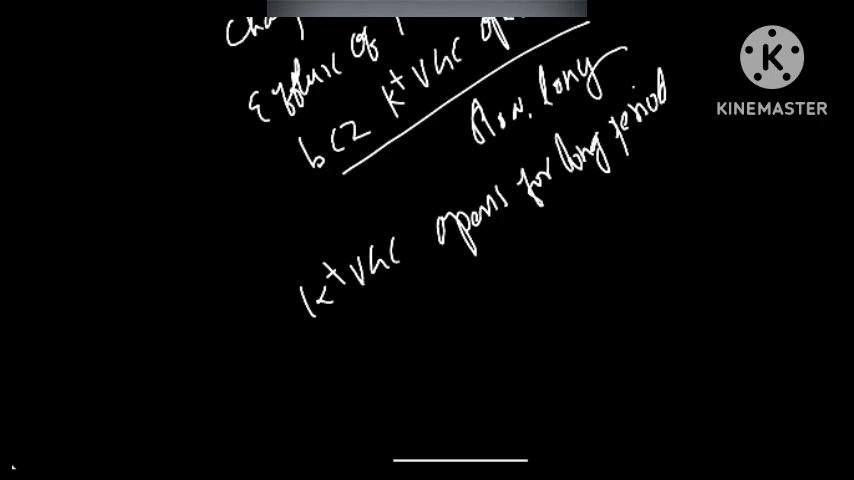 Efflux of
bcz K+ VGC
slow. long
K+ VGC opens for long period
K
KINEMASTER